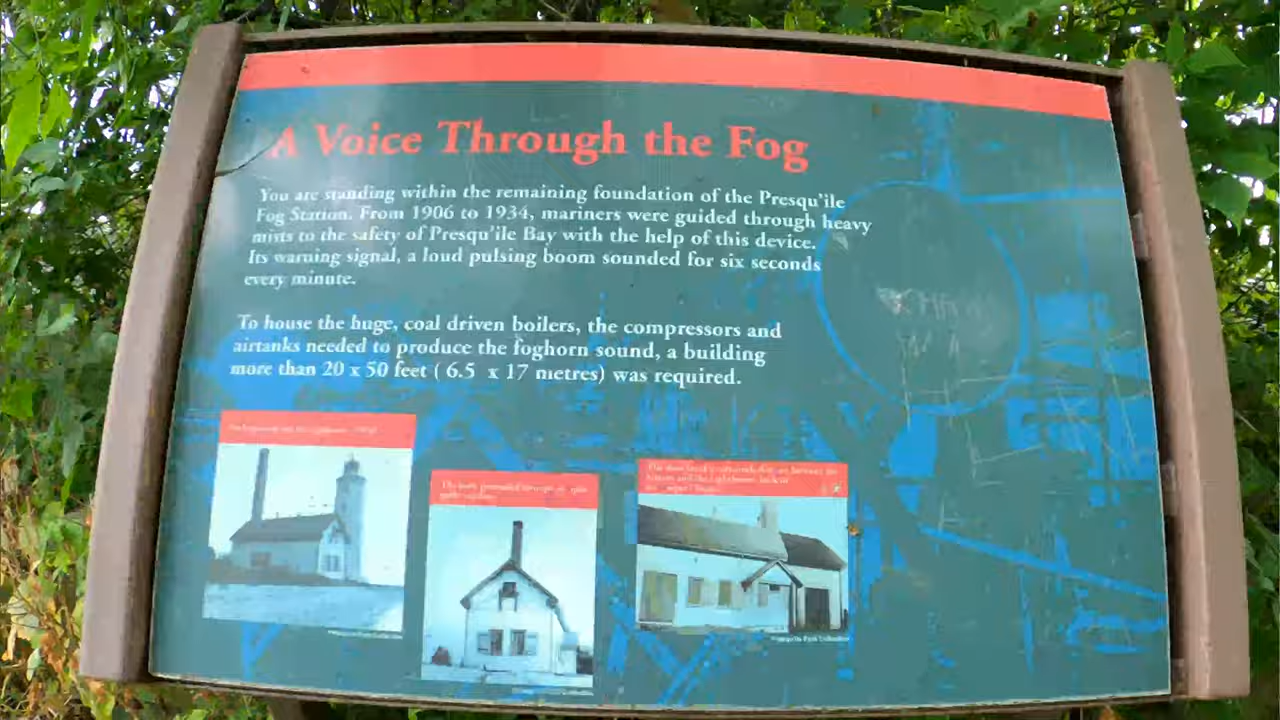 A Voice Through the Fog
You are standing within the remaining foundation of the Presqu'ile
Fog Station. From 1906 to 1934, mariners were guided through heavy
mists to the safety of Presqu'ile Bay with the help of this device.
Its warning signal, a loud pulsing boom sounded for six seconds
every minute.
To house the huge, coal driven boilers, the compressors and
airtanks needed to produce the foghorn sound, a building
more than 20 x 50 feet ( 6.5 x 17 metres) was required.